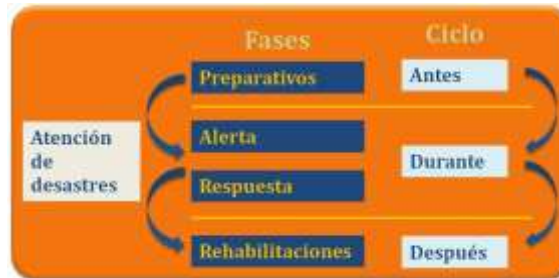 Fases Ciclo
Preparativos Antes
Atención
de
desastres
Alerta
Durante
Respuesta
Rehabilitaciones Después